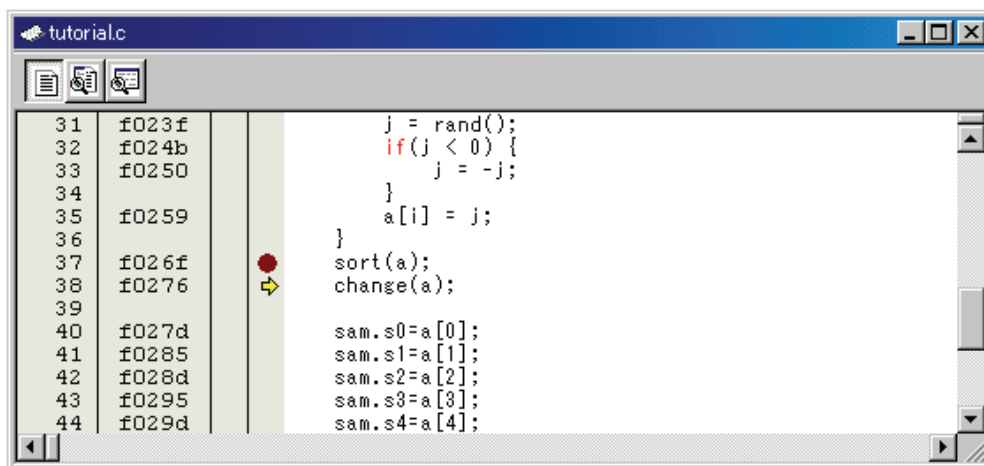 tutorial.c
31 f023f j = rand();
32 f024b if(j < 0) {
33 f0250 j = -j;
34 }
35 f0259 a[i] = j;
36 }
37 f026f sort(a);
38 f0276 change(a);
39
40 f027d sam.s0=a[0];
41 f0285 sam.s1=a[1];
42 f028d sam.s2=a[2];
43 f0295 sam.s3=a[3];
44 f029d sam.s4=a[4];